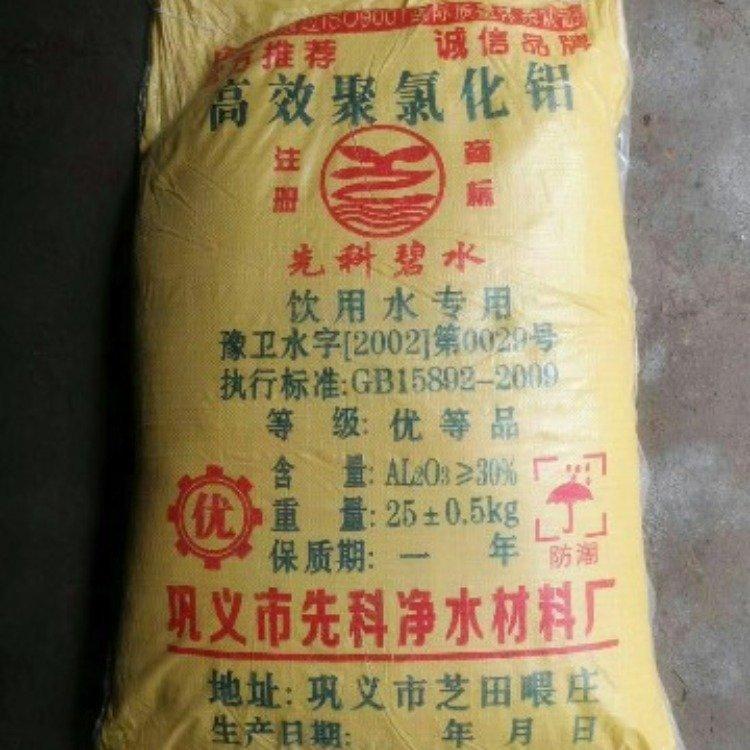 ISO9001
推荐 诚信品牌
高效聚氯化铝
注册 商标
先科碧水
饮用水专用
豫卫水字[2002]第0029号
执行标准:GB15892-2009
等 级: 优等品
含 量: AL2O3≥30%
优 重 量: 25±0.5kg
保质期: 一 年
防潮
巩义市先科净水材料厂
地址: 巩义市芝田喂庄
生产日期: 年 月 日